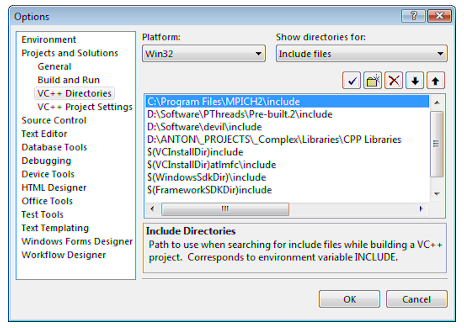 Options
Environment
Projects and Solutions
General
Build and Run
VC++ Directories
VC++ Project Settings
Source Control
Text Editor
Database Tools
Debugging
Device Tools
HTML Designer
Office Tools
Test Tools
Text Templating
Windows Forms Designer
Workflow Designer
Platform:
Win32
Show directories for:
Include files
C:\Program Files\MPICH2\include
D:\Software\PThreads\Pre-built.2\include
D:\Software\devil\include
D:\ANTON\_PROJECTS\_Complex\Libraries\CPP Libraries
$(VCInstallDir)include
$(VCInstallDir)atlmfc\include
$(WindowsSdkDir)\include
$(FrameworkSDKDir)include
Include Directories
Path to use when searching for include files while building a VC++
project. Corresponds to environment variable INCLUDE.
OK
Cancel